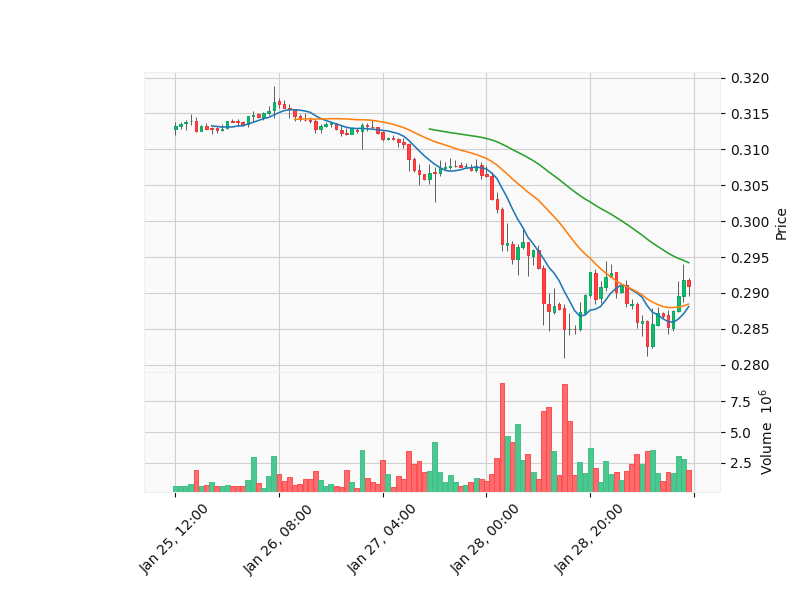 0.320
0.315
0.310
0.305
0.300
0.295
0.290
0.285
0.280
Price
7.5
5.0
2.5
Volume 10^6
Jan 25, 12:00
Jan 26, 08:00
Jan 27, 04:00
Jan 28, 00:00
Jan 28, 20:00